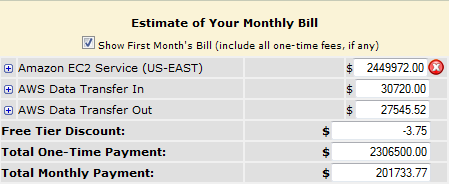 Estimate of Your Monthly Bill
Show First Month's Bill (include all one-time fees, if any)
Amazon EC2 Service (US-EAST) $ 2449972.00
AWS Data Transfer In $ 30720.00
AWS Data Transfer Out $ 27545.52
Free Tier Discount: $ -3.75
Total One-Time Payment: $ 2306500.00
Total Monthly Payment: $ 201733.77